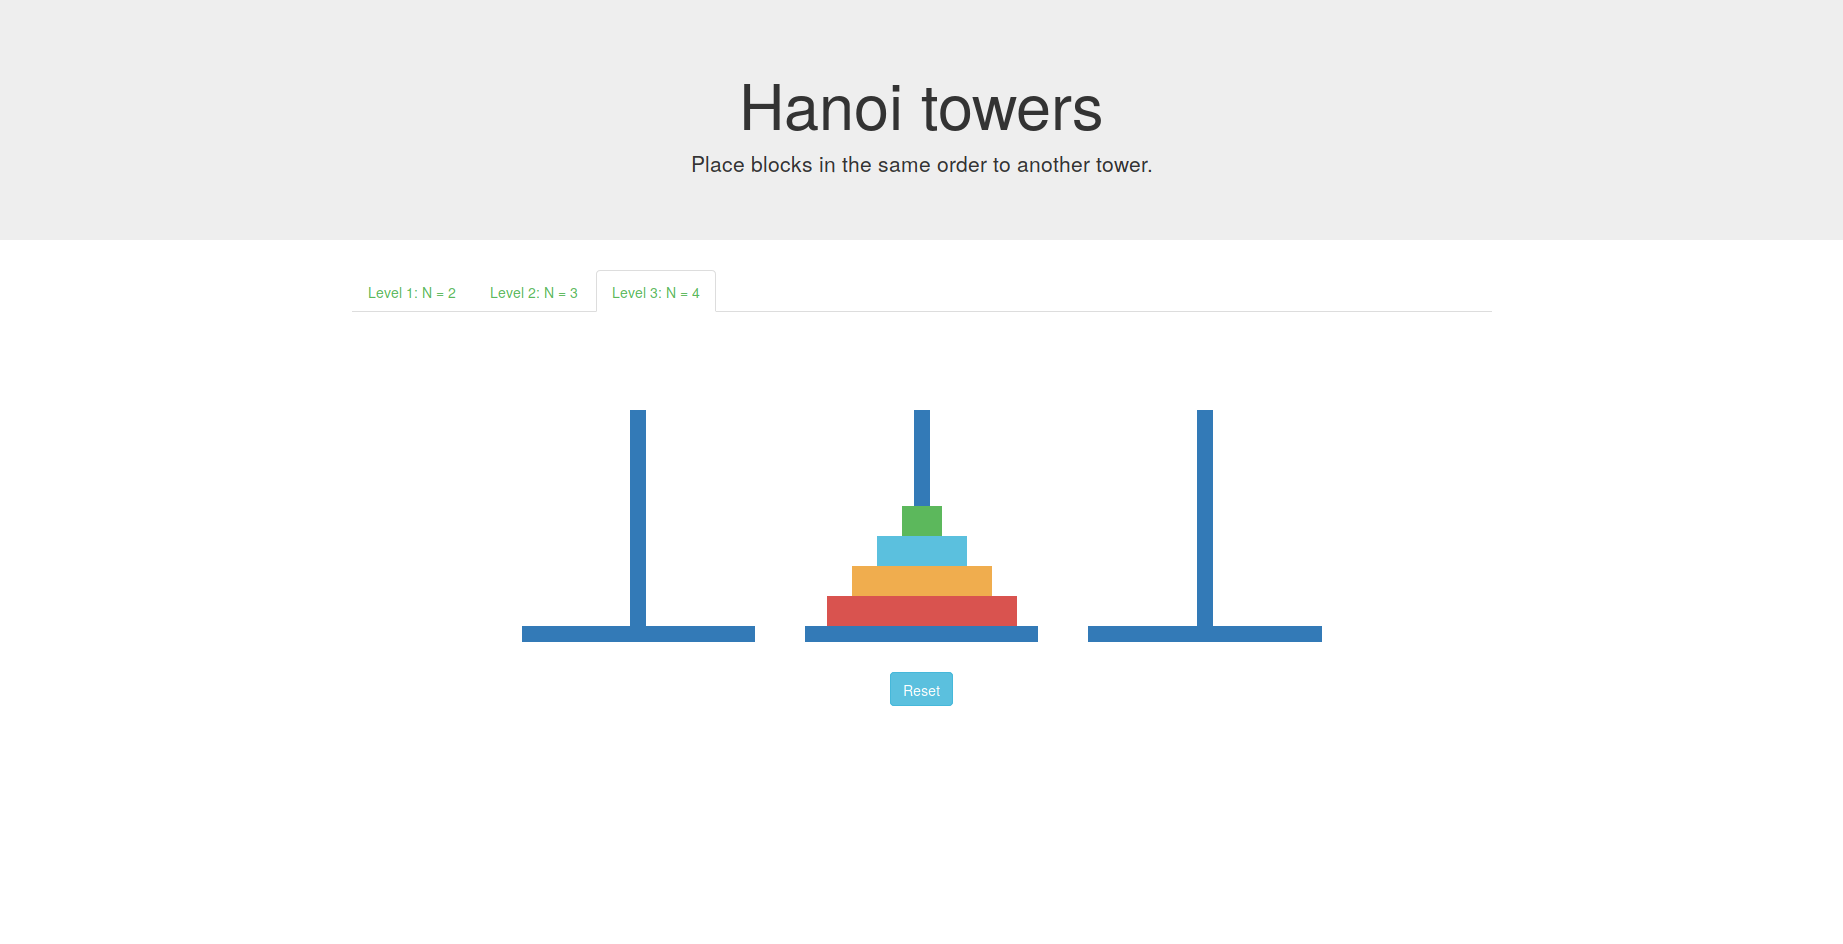 Hanoi towers
Place blocks in the same order to another tower.
Level 1: N = 2
Level 2: N = 3
Level 3: N = 4
Reset